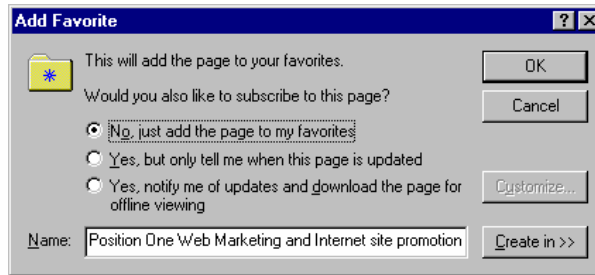 Add Favorite
This will add the page to your favorites.
OK
Would you also like to subscribe to this page?
Cancel
No, just add the page to my favorites
Yes, but only tell me when this page is updated
Yes, notify me of updates and download the page for
offline viewing
Customize...
Name: Position One Web Marketing and Internet site promotion
Create in >>